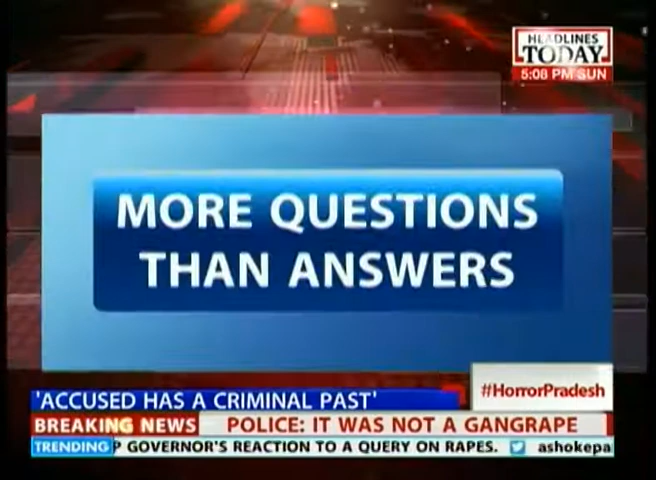 HEADLINES
TODAY
5:08 PM SUN
MORE QUESTIONS
THAN ANSWERS
#HorrorPradesh
'ACCUSED HAS A CRIMINAL PAST'
BREAKING NEWS POLICE: IT WAS NOT A GANGRAPE
TRENDING P GOVERNOR'S REACTION TO A QUERY ON RAPES. ashokepa